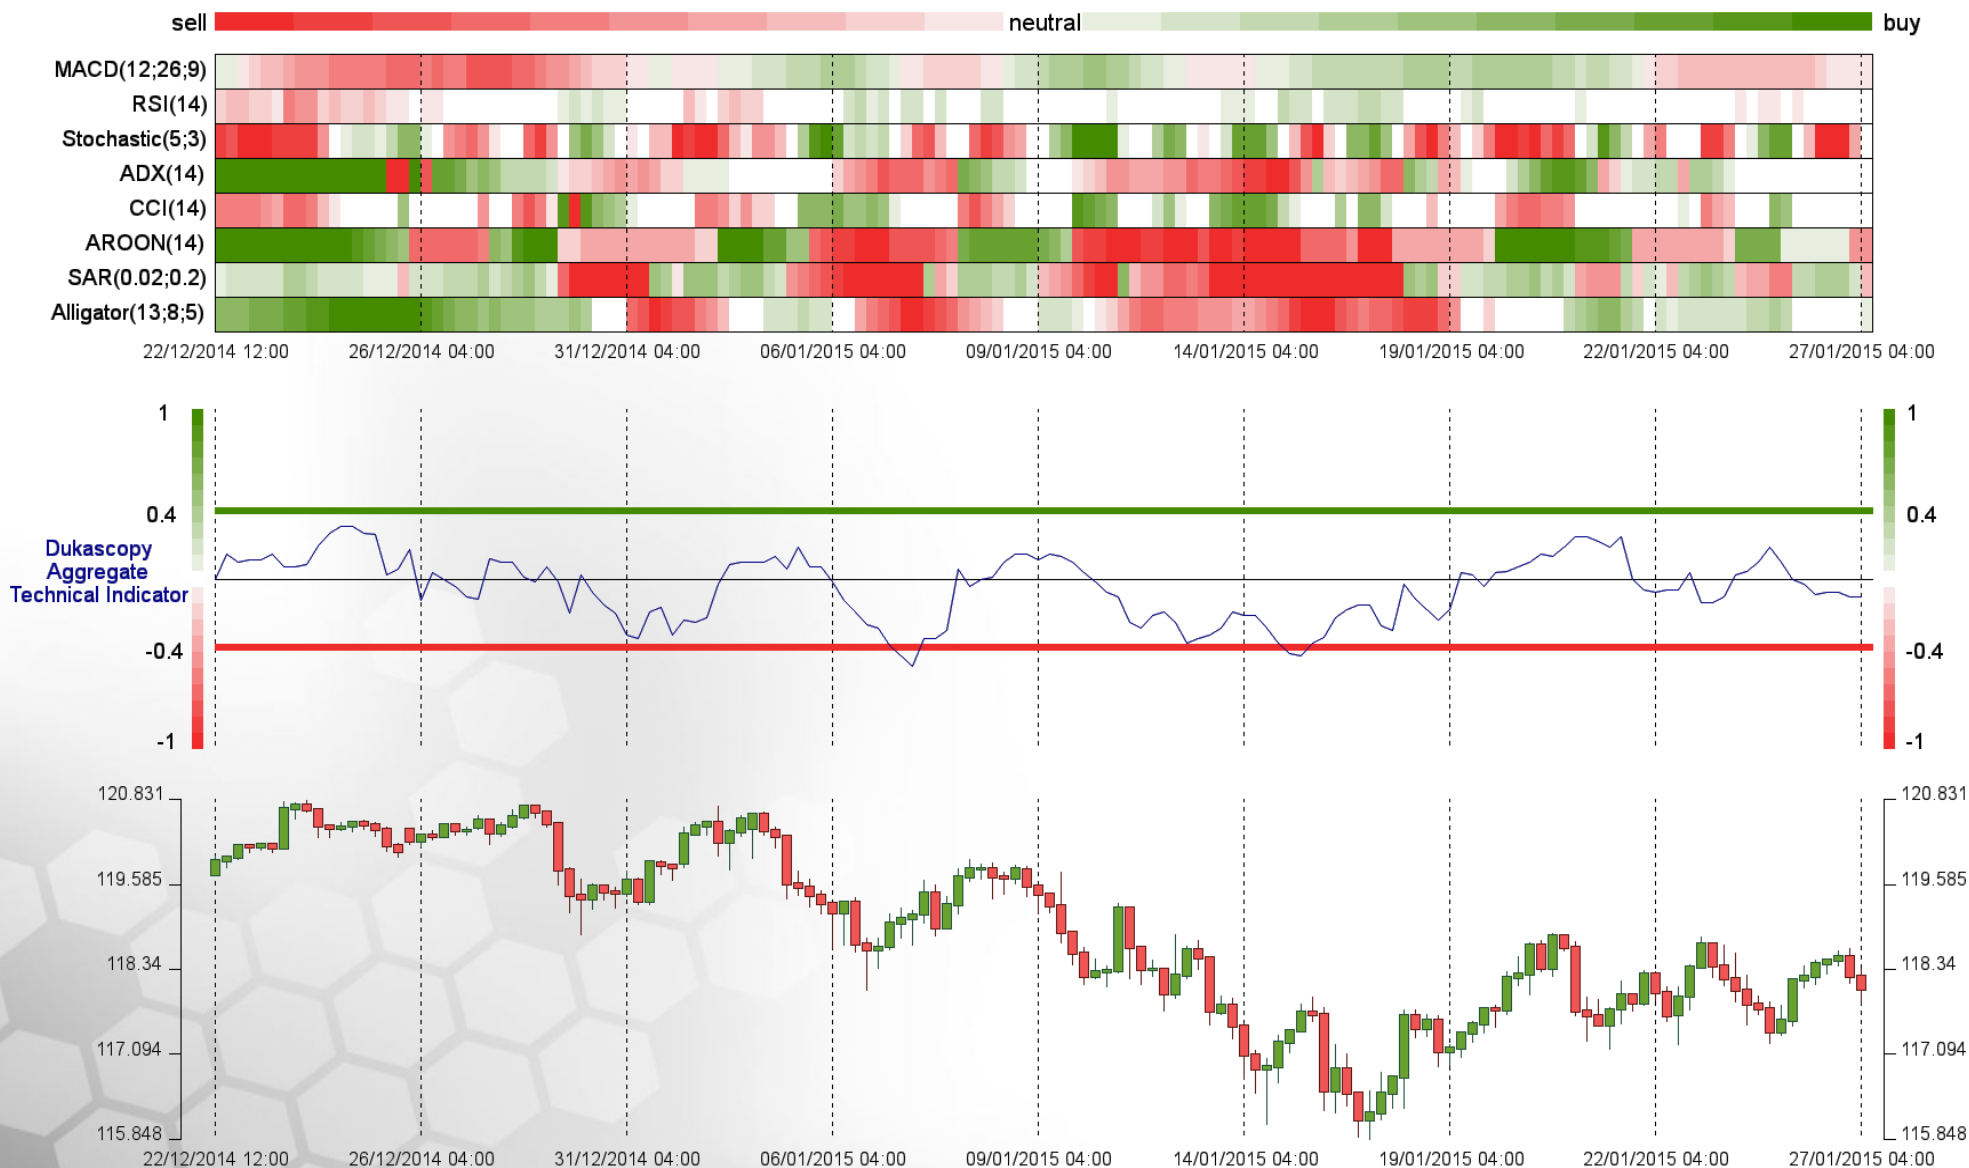 sell neutral buy
MACD(12;26;9)
RSI(14)
Stochastic(5;3)
ADX(14)
CCI(14)
AROON(14)
SAR(0.02;0.2)
Alligator(13;8;5)
22/12/2014 12:00 26/12/2014 04:00 31/12/2014 04:00 06/01/2015 04:00 09/01/2015 04:00 14/01/2015 04:00 19/01/2015 04:00 22/01/2015 04:00 27/01/2015 04:00
1 1
0.4 0.4
Dukascopy
Aggregate
Technical Indicator
-0.4 -0.4
-1 -1
120.831 120.831
119.585 119.585
118.34 118.34
117.094 117.094
115.848 115.848
22/12/2014 12:00 26/12/2014 04:00 31/12/2014 04:00 06/01/2015 04:00 09/01/2015 04:00 14/01/2015 04:00 19/01/2015 04:00 22/01/2015 04:00 27/01/2015 04:00